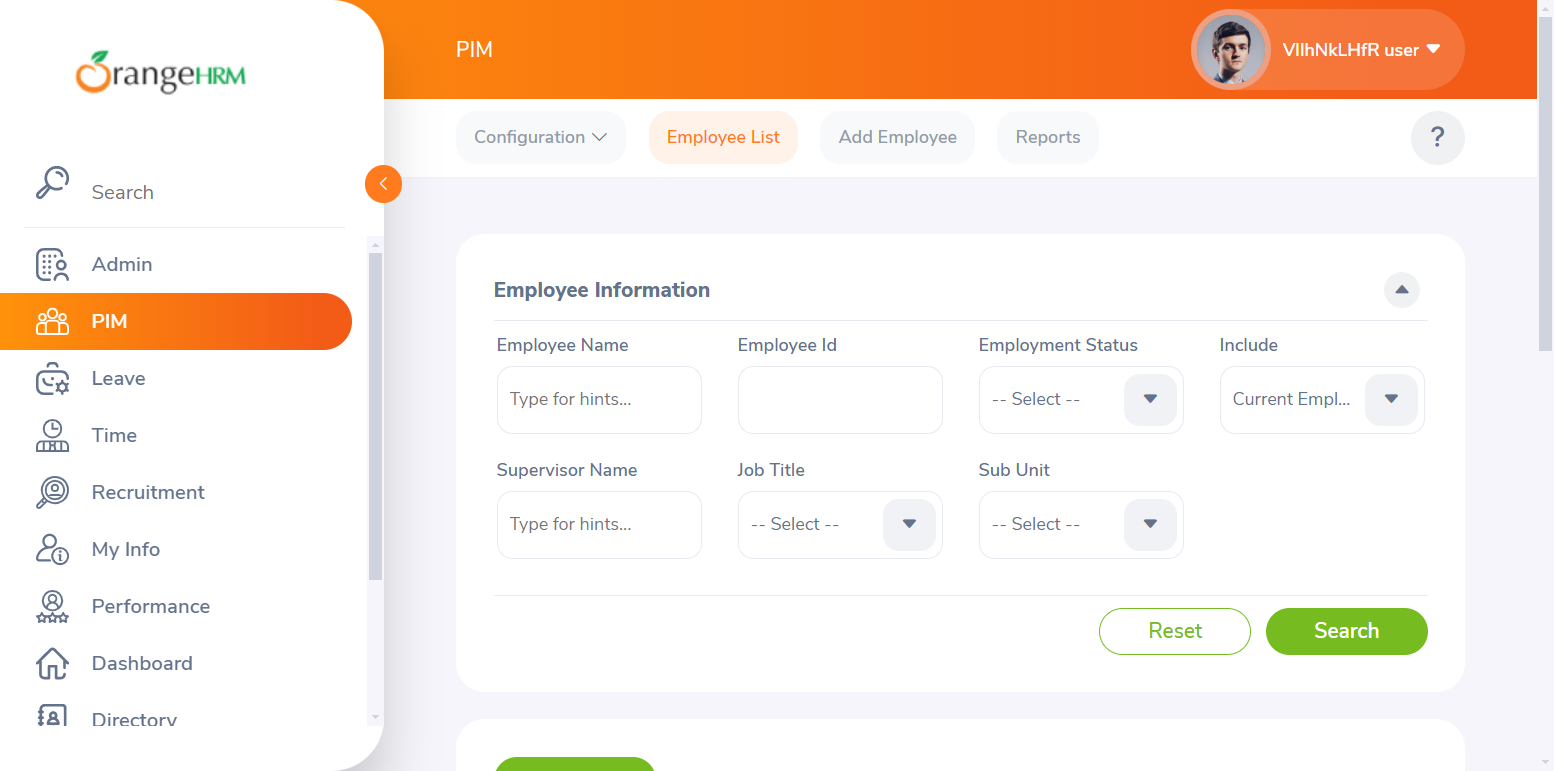 OrangeHRM
PIM
VIIhNkLHfR user
Configuration
Employee List
Add Employee
Reports
?
Search
Admin
PIM
Leave
Time
Recruitment
My Info
Performance
Dashboard
Directory
Employee Information
Employee Name
Employee Id
Employment Status
Include
Type for hints...
-- Select --
Current Empl...
Supervisor Name
Job Title
Sub Unit
Type for hints...
-- Select --
-- Select --
Reset
Search